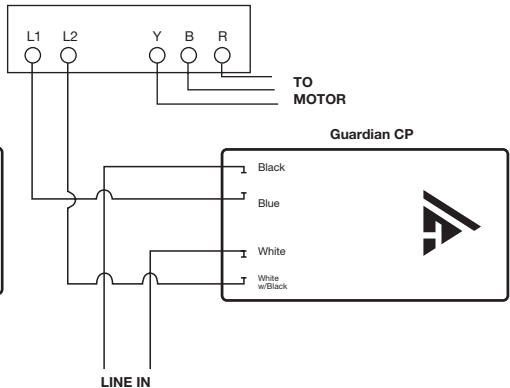 L1 L2 Y B R
TO
MOTOR
Guardian CP
Black
Blue
White
White
w/Black
LINE IN